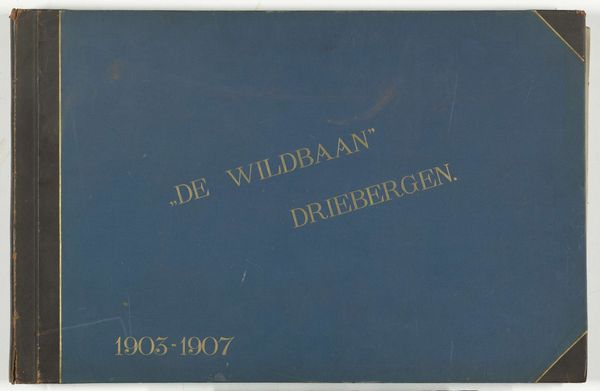 „DE WILDBAAN”
DRIEBERGEN.
1903-1907